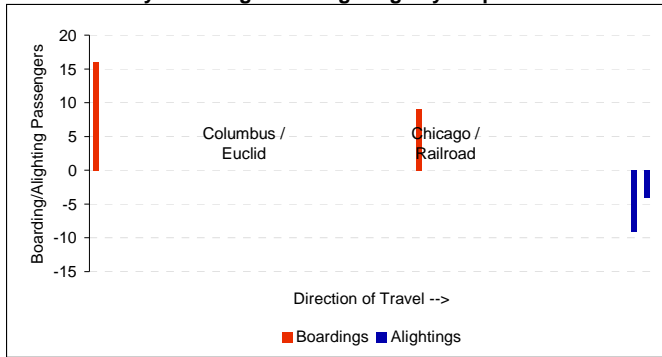 20
15
10
5
0
-5
-10
-15
Boarding/Alighting Passengers
Columbus /
Euclid
Chicago /
Railroad
Direction of Travel -->
Boardings
Alightings